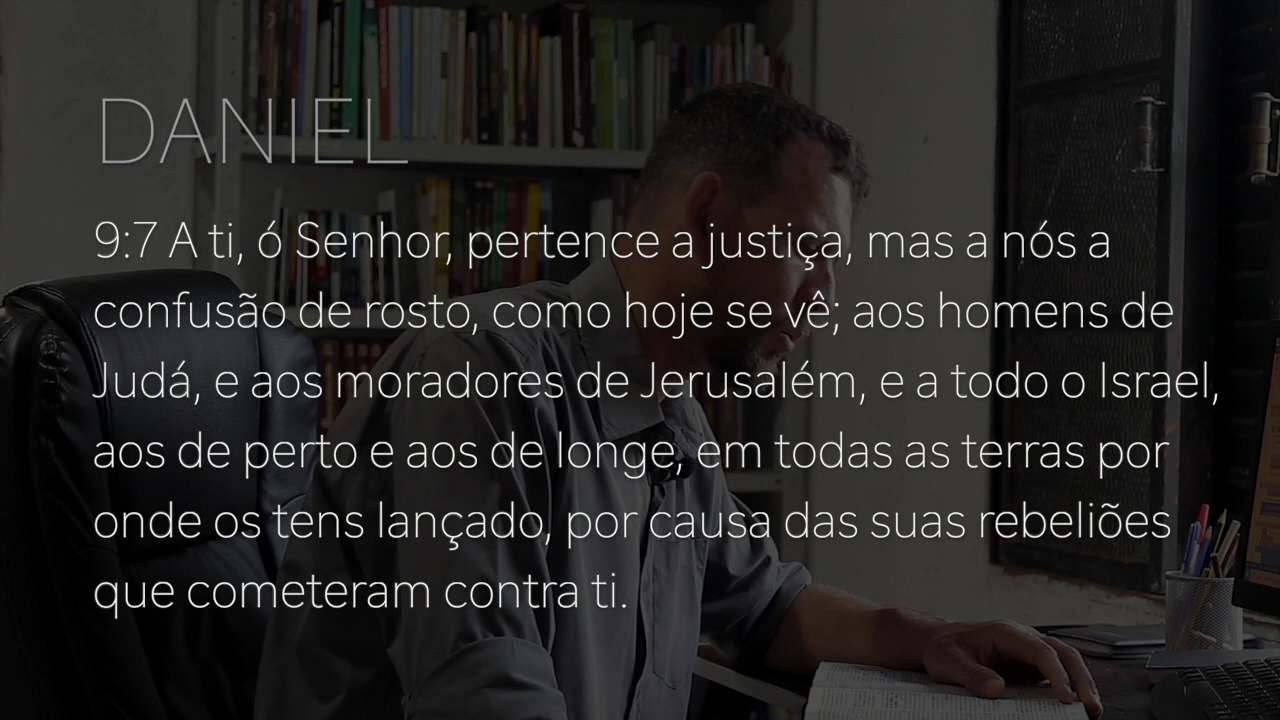 DANIEL
9:7 A ti, ó Senhor, pertence a justiça, mas a nós a
confusão de rosto, como hoje se vê; aos homens de
Judá, e aos moradores de Jerusalém, e a todo o Israel,
aos de perto e aos de longe, em todas as terras por
onde os tens lançado, por causa das suas rebeliões
que cometeram contra ti.